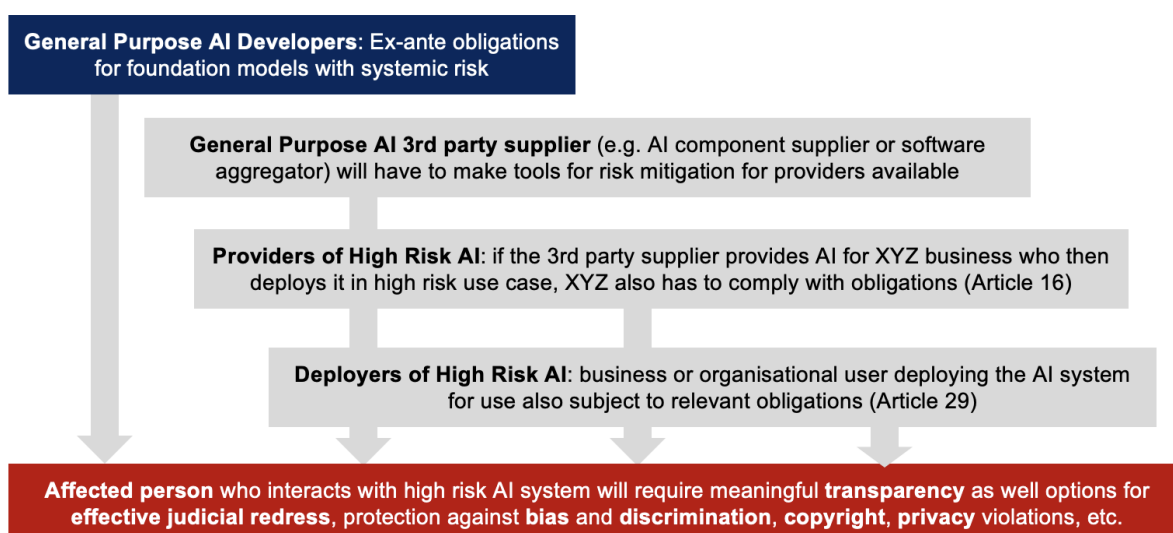 General Purpose AI Developers: Ex-ante obligations
for foundation models with systemic risk
General Purpose AI 3rd party supplier (e.g. AI component supplier or software
aggregator) will have to make tools for risk mitigation for providers available
Providers of High Risk AI: if the 3rd party supplier provides AI for XYZ business who then
deploys it in high risk use case, XYZ also has to comply with obligations (Article 16)
Deployers of High Risk AI: business or organisational user deploying the AI system
for use also subject to relevant obligations (Article 29)
Affected person who interacts with high risk AI system will require meaningful transparency as well options for
effective judicial redress, protection against bias and discrimination, copyright, privacy violations, etc.